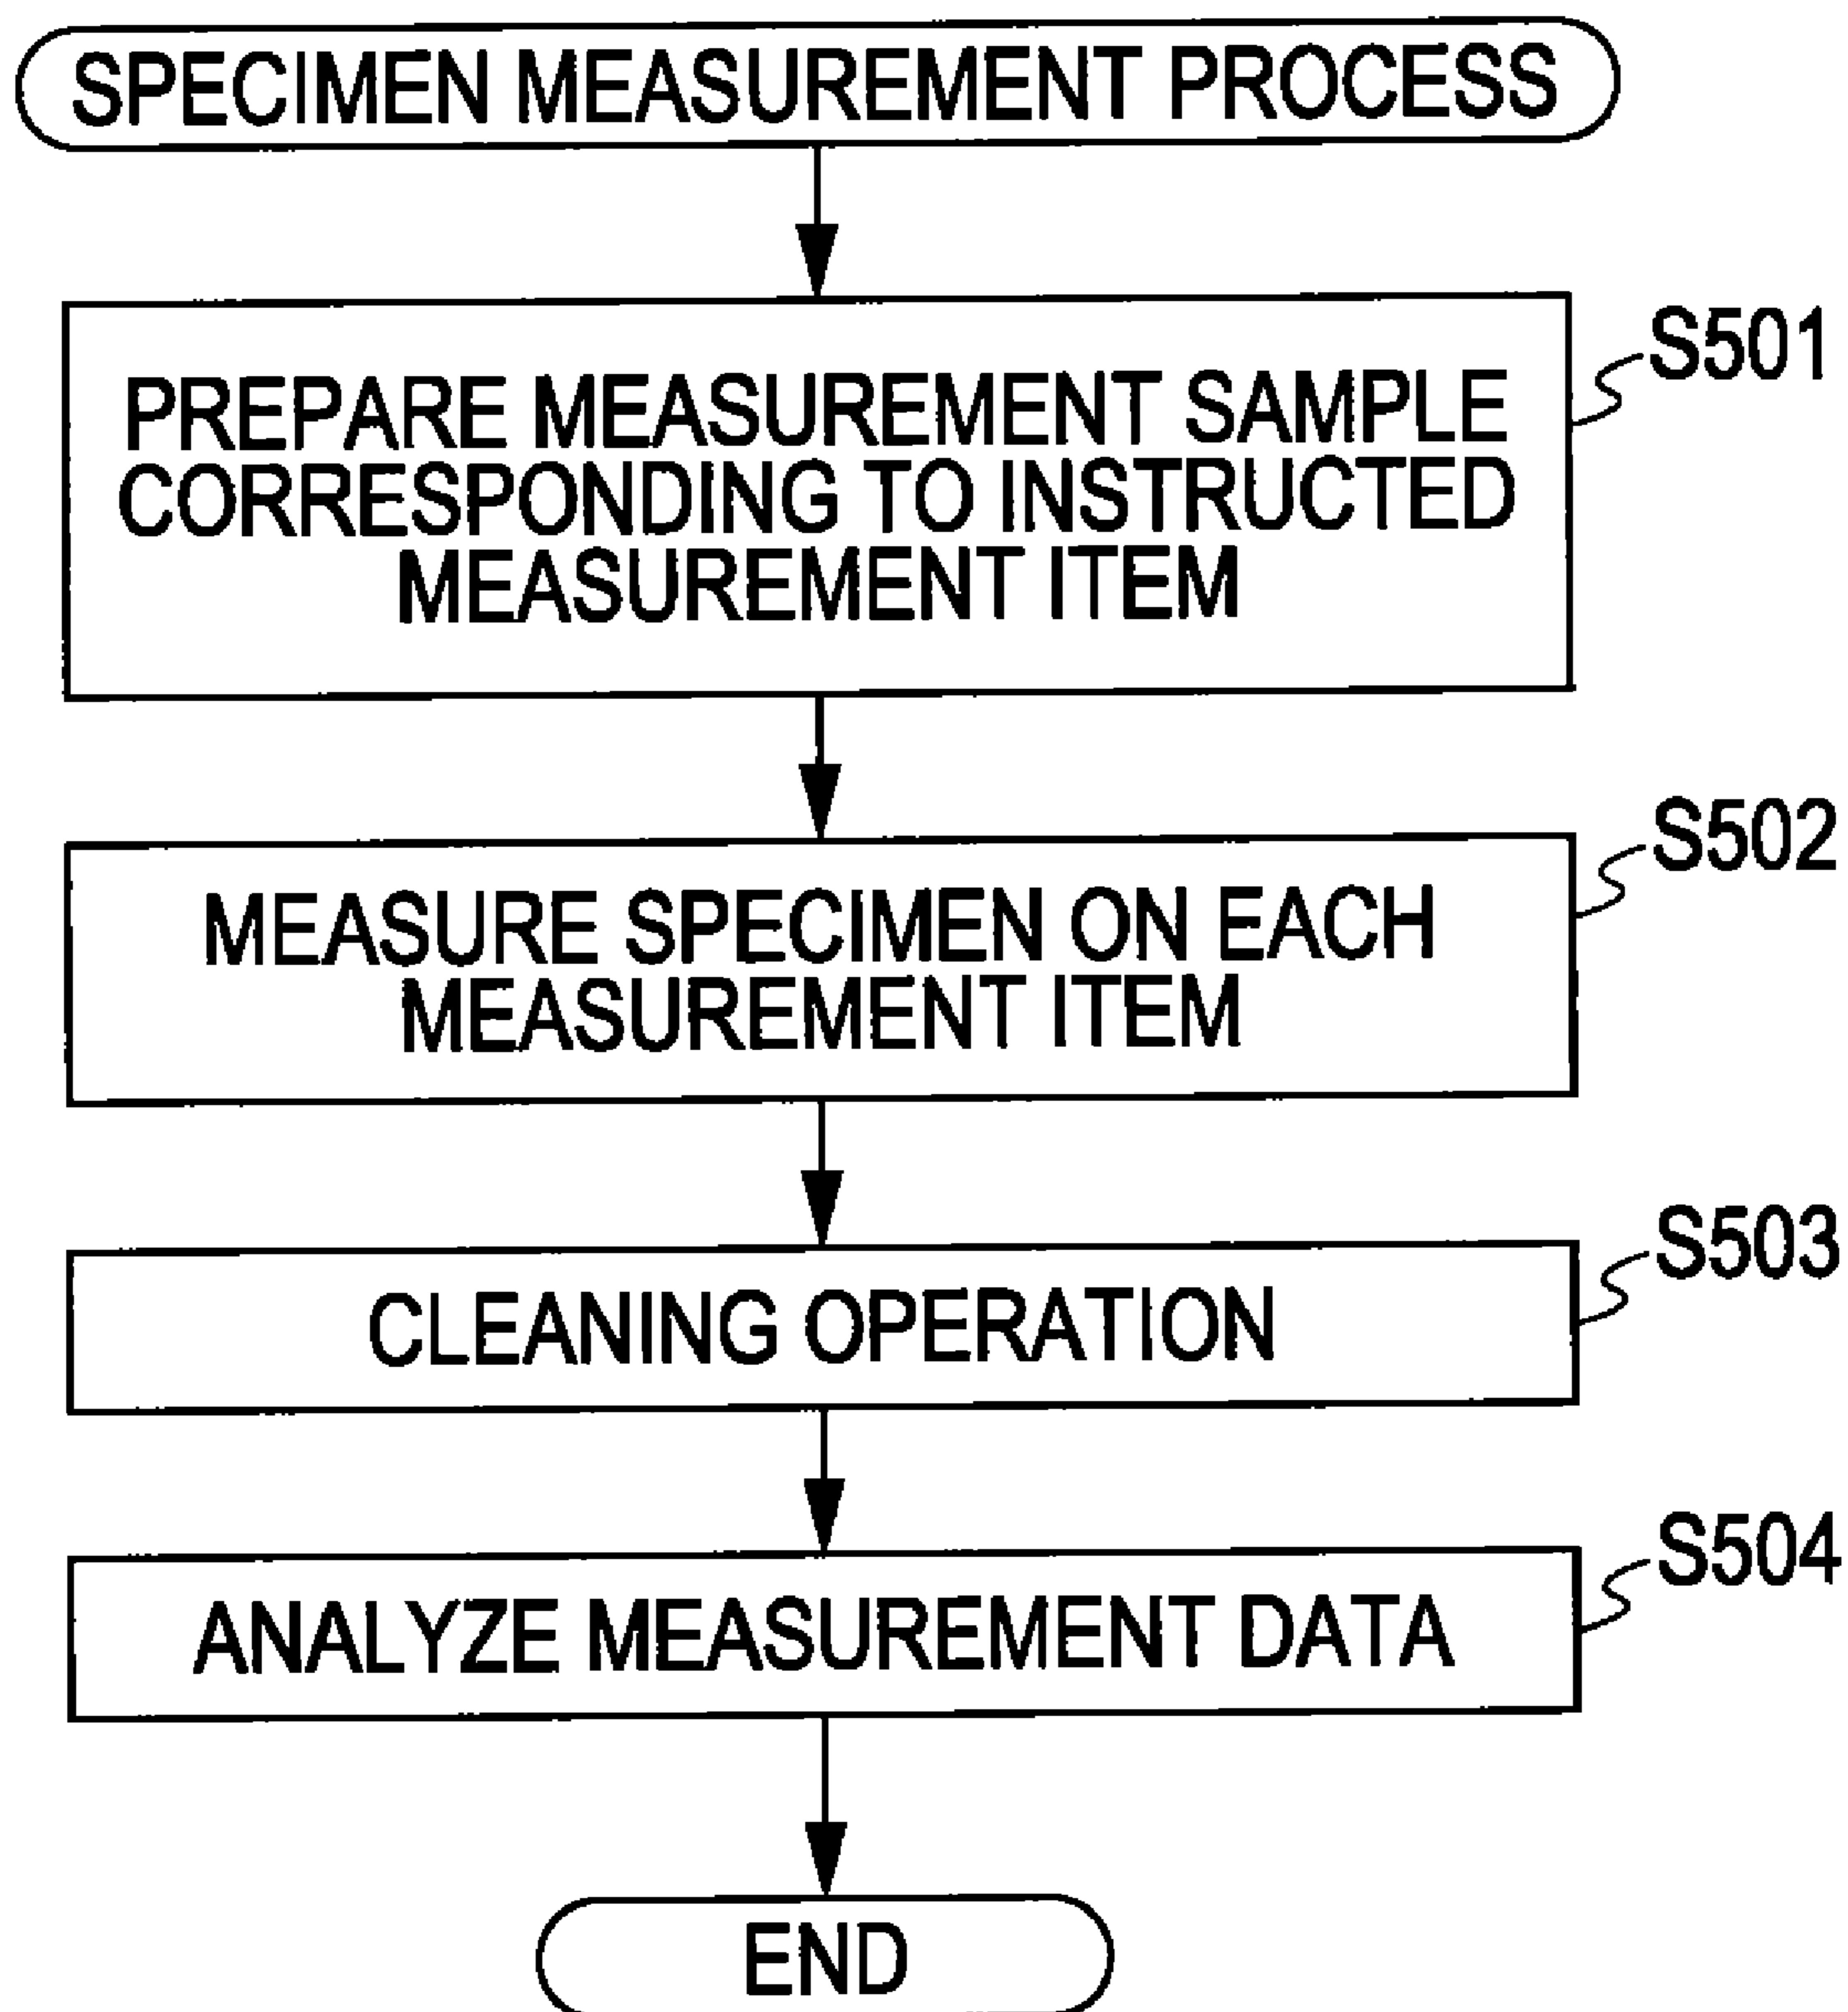 SPECIMEN MEASUREMENT PROCESS
S501
PREPARE MEASUREMENT SAMPLE
CORRESPONDING TO INSTRUCTED
MEASUREMENT ITEM
S502
MEASURE SPECIMEN ON EACH
MEASUREMENT ITEM
S503
CLEANING OPERATION
S504
ANALYZE MEASUREMENT DATA
END